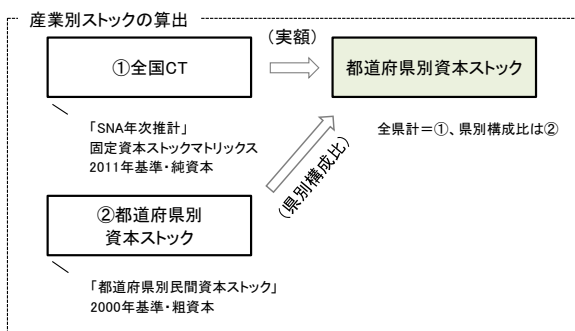 産業別ストックの算出
(実額)
①全国CT
都道府県別資本ストック
「SNA年次推計」
固定資本ストックマトリックス
2011年基準・純資本
全県計＝①、県別構成比は②
(県別構成比)
②都道府県別
資本ストック
「都道府県別民間資本ストック」
2000年基準・粗資本